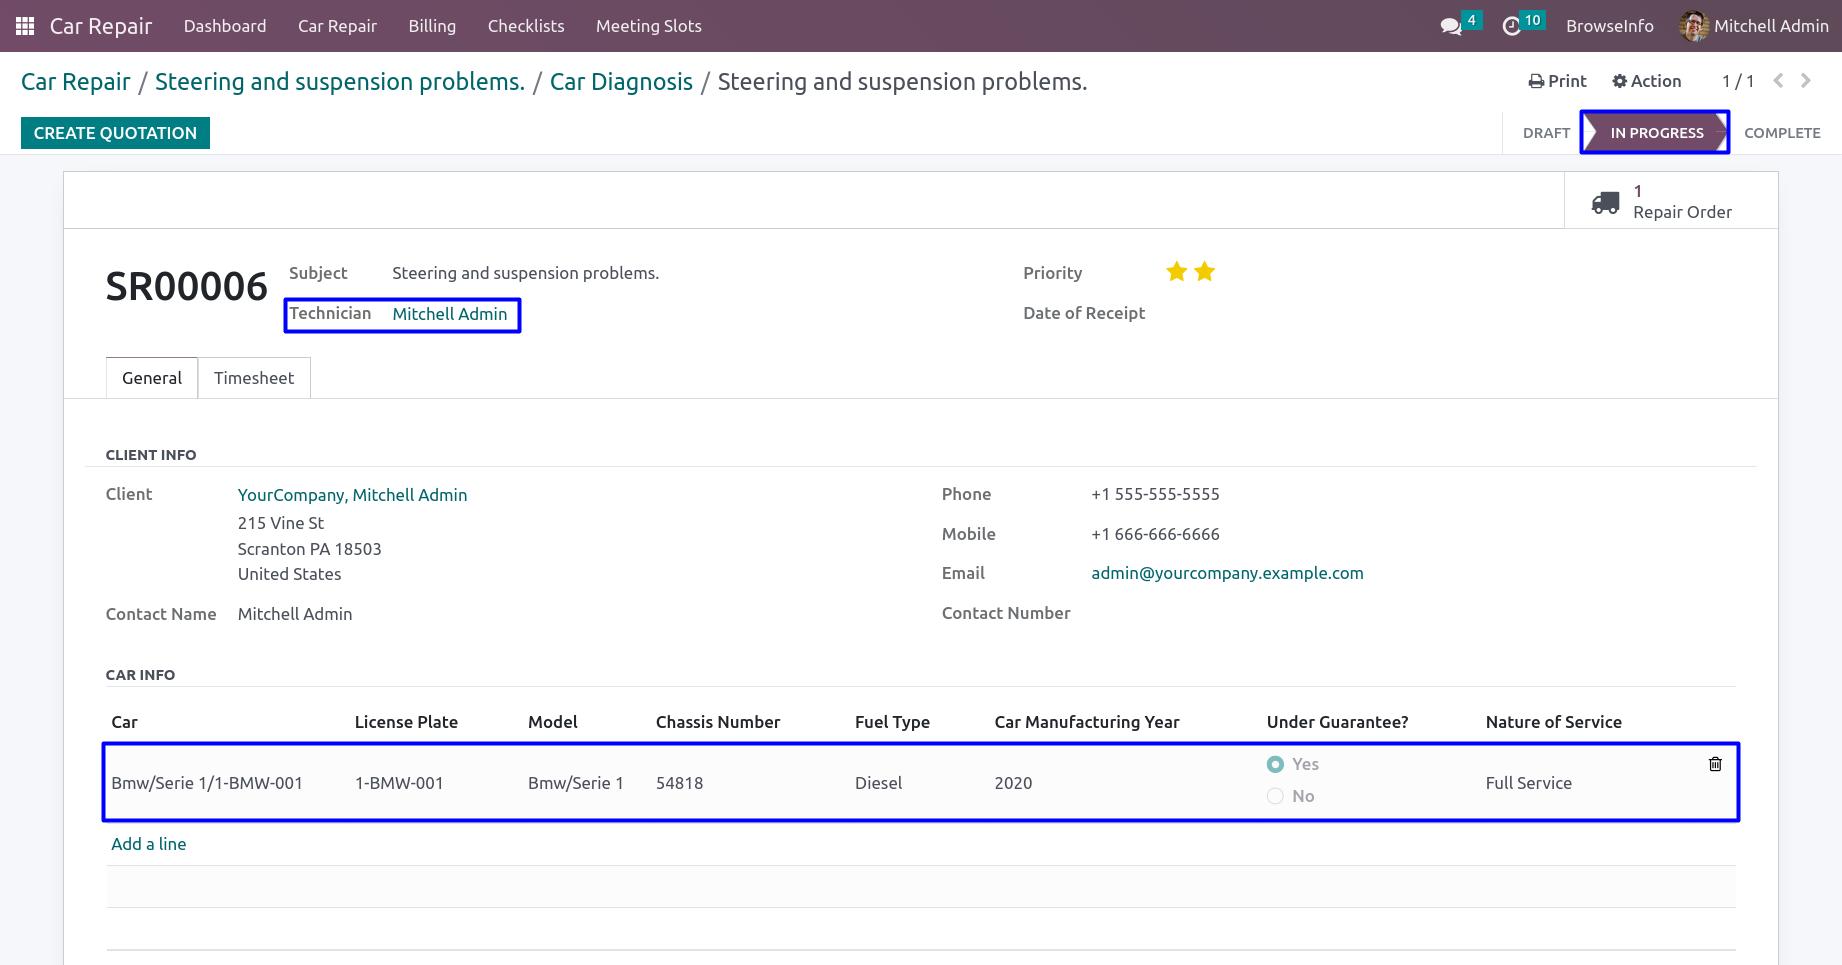 Car Repair Dashboard Car Repair Billing Checklists Meeting Slots 4 10 BrowseInfo Mitchell Admin
Car Repair / Steering and suspension problems. / Car Diagnosis / Steering and suspension problems. Print Action 1 / 1
CREATE QUOTATION DRAFT IN PROGRESS COMPLETE
1
Repair Order
SR00006
Subject Steering and suspension problems. Priority
Technician Mitchell Admin Date of Receipt
General Timesheet
CLIENT INFO
Client YourCompany, Mitchell Admin Phone +1 555-555-5555
215 Vine St
Scranton PA 18503 Mobile +1 666-666-6666
United States Email admin@yourcompany.example.com
Contact Name Mitchell Admin Contact Number
CAR INFO
Car License Plate Model Chassis Number Fuel Type Car Manufacturing Year Under Guarantee? Nature of Service
Bmw/Serie 1/1-BMW-001 1-BMW-001 Bmw/Serie 1 54818 Diesel 2020 Yes Full Service
No
Add a line